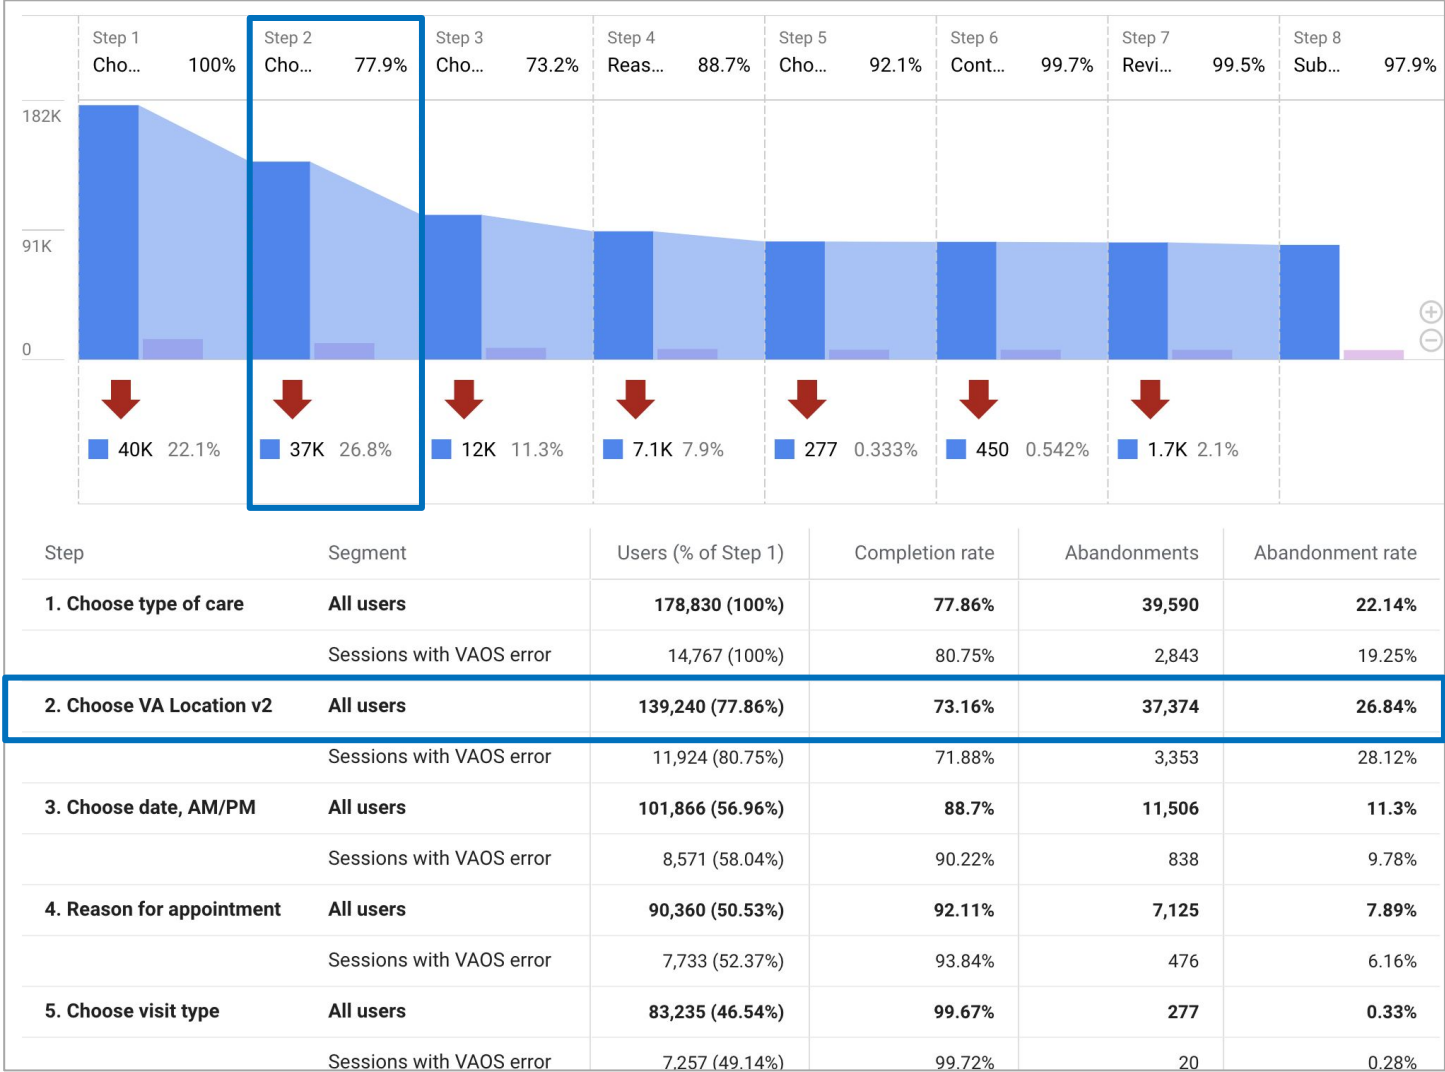 Step 1 Step 2 Step 3 Step 4 Step 5 Step 6 Step 7 Step 8
Cho... 100% Cho... 77.9% Cho... 73.2% Reas... 88.7% Cho... 92.1% Cont... 99.7% Revi... 99.5% Sub... 97.9%
182K
91K
0
40K 22.1% 37K 26.8% 12K 11.3% 7.1K 7.9% 277 0.333% 450 0.542% 1.7K 2.1%
Step Segment Users (% of Step 1) Completion rate Abandonments Abandonment rate
1. Choose type of care All users 178,830 (100%) 77.86% 39,590 22.14%
Sessions with VAOS error 14,767 (100%) 80.75% 2,843 19.25%
2. Choose VA Location v2 All users 139,240 (77.86%) 73.16% 37,374 26.84%
Sessions with VAOS error 11,924 (80.75%) 71.88% 3,353 28.12%
3. Choose date, AM/PM All users 101,866 (56.96%) 88.7% 11,506 11.3%
Sessions with VAOS error 8,571 (58.04%) 90.22% 838 9.78%
4. Reason for appointment All users 90,360 (50.53%) 92.11% 7,125 7.89%
Sessions with VAOS error 7,733 (52.37%) 93.84% 476 6.16%
5. Choose visit type All users 83,235 (46.54%) 99.67% 277 0.33%
Sessions with VAOS error 7,257 (49.14%) 99.72% 20 0.28%